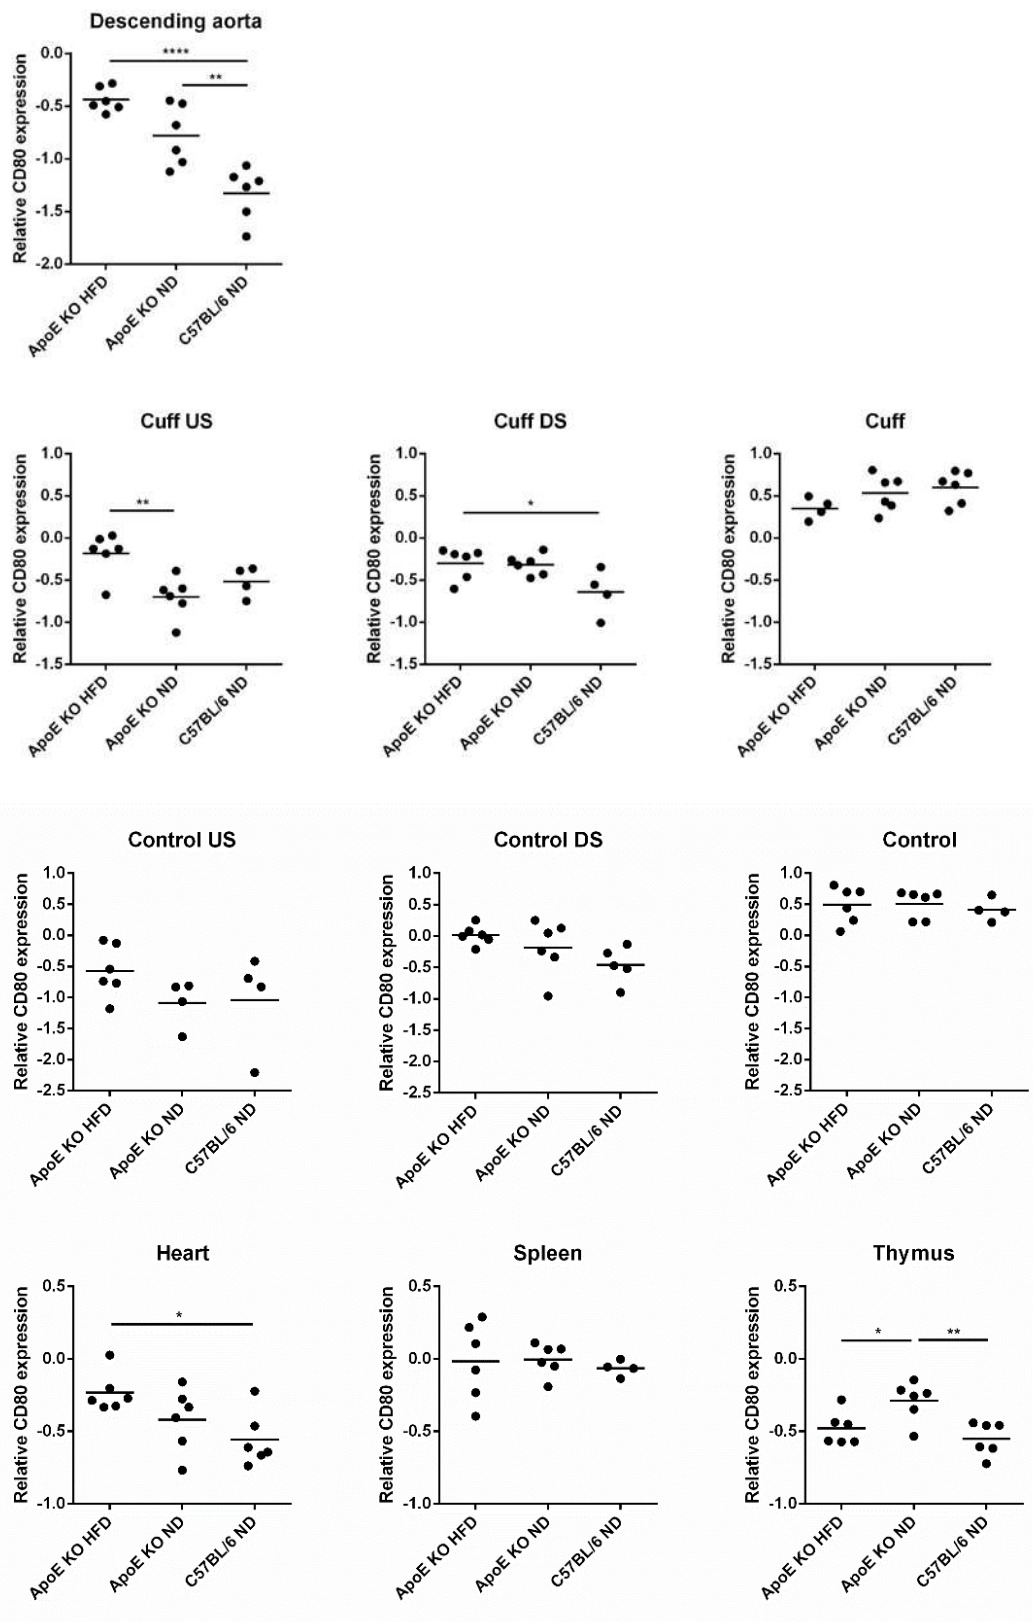 Descending aorta
Relative CD80 expression
0.0
-0.5
-1.0
-1.5
-2.0
****
**
ApoE KO HFD
ApoE KO ND
C57BL/6 ND
Cuff US
Relative CD80 expression
1.0
0.5
0.0
-0.5
-1.0
-1.5
**
ApoE KO HFD
ApoE KO ND
C57BL/6 ND
Cuff DS
Relative CD80 expression
1.0
0.5
-0.0
-0.5
-1.0
-1.5
*
ApoE KO HFD
ApoE KO ND
C57BL/6 ND
Cuff
Relative CD80 expression
1.0
0.5
0.0
-0.5
-1.0
-1.5
ApoE KO HFD
ApoE KO ND
C57BL/6 ND
Control US
Relative CD80 expression
1.0
0.5
0.0
-0.5
-1.0
-1.5
-2.0
-2.5
ApoE KO HFD
ApoE KO ND
C57BL/6 ND
Control DS
Relative CD80 expression
1.0
0.5
0.0
-0.5
-1.0
-1.5
-2.0
-2.5
ApoE KO HFD
ApoE KO ND
C57BL/6 ND
Control
Relative CD80 expression
1.0
0.5
0.0
-0.5
-1.0
-1.5
-2.0
-2.5
ApoE KO HFD
ApoE KO ND
C57BL/6 ND
Heart
Relative CD80 expression
0.5
0.0
-0.5
-1.0
*
ApoE KO HFD
ApoE KO ND
C57BL/6 ND
Spleen
Relative CD80 expression
0.5
0.0
-0.5
-1.0
ApoE KO HFD
ApoE KO ND
C57BL/6 ND
Thymus
Relative CD80 expression
0.5
0.0
-0.5
-1.0
*
**
ApoE KO HFD
ApoE KO ND
C57BL/6 ND